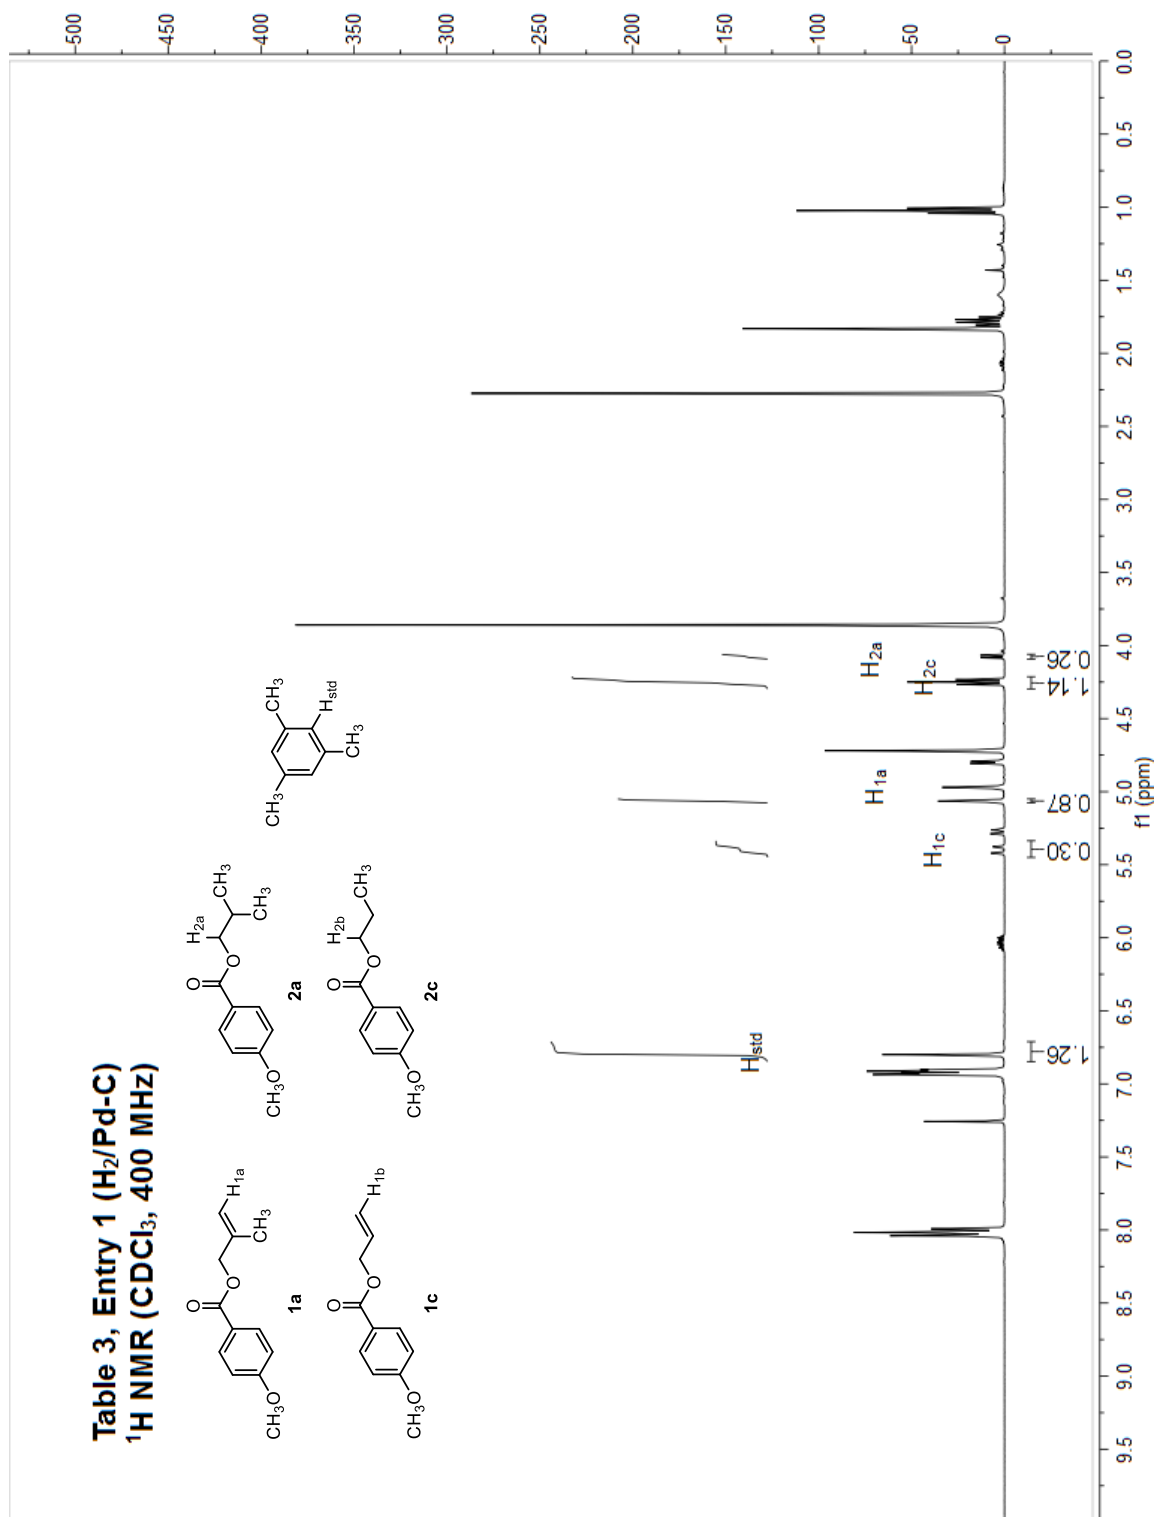 Table 3, Entry 1 (H2/Pd-C)
1H NMR (CDCl3, 400 MHz)
CH3O
O
O
H1a
CH3
1a
CH3O
O
O
H2a
CH3
CH3
2a
CH3
CH3
Hstd
CH3
CH3O
O
O
H1b
1c
CH3O
O
O
H2b
CH3
2c
Hstd
H1c
H1a
H2c
H2a
1.26
0.30
0.87
1.14
0.26
9.5
9.0
8.5
8.0
7.5
7.0
6.5
6.0
5.5
5.0
4.5
4.0
3.5
3.0
2.5
2.0
1.5
1.0
0.5
0.0
f1 (ppm)
500
450
400
350
300
250
200
150
100
50
0